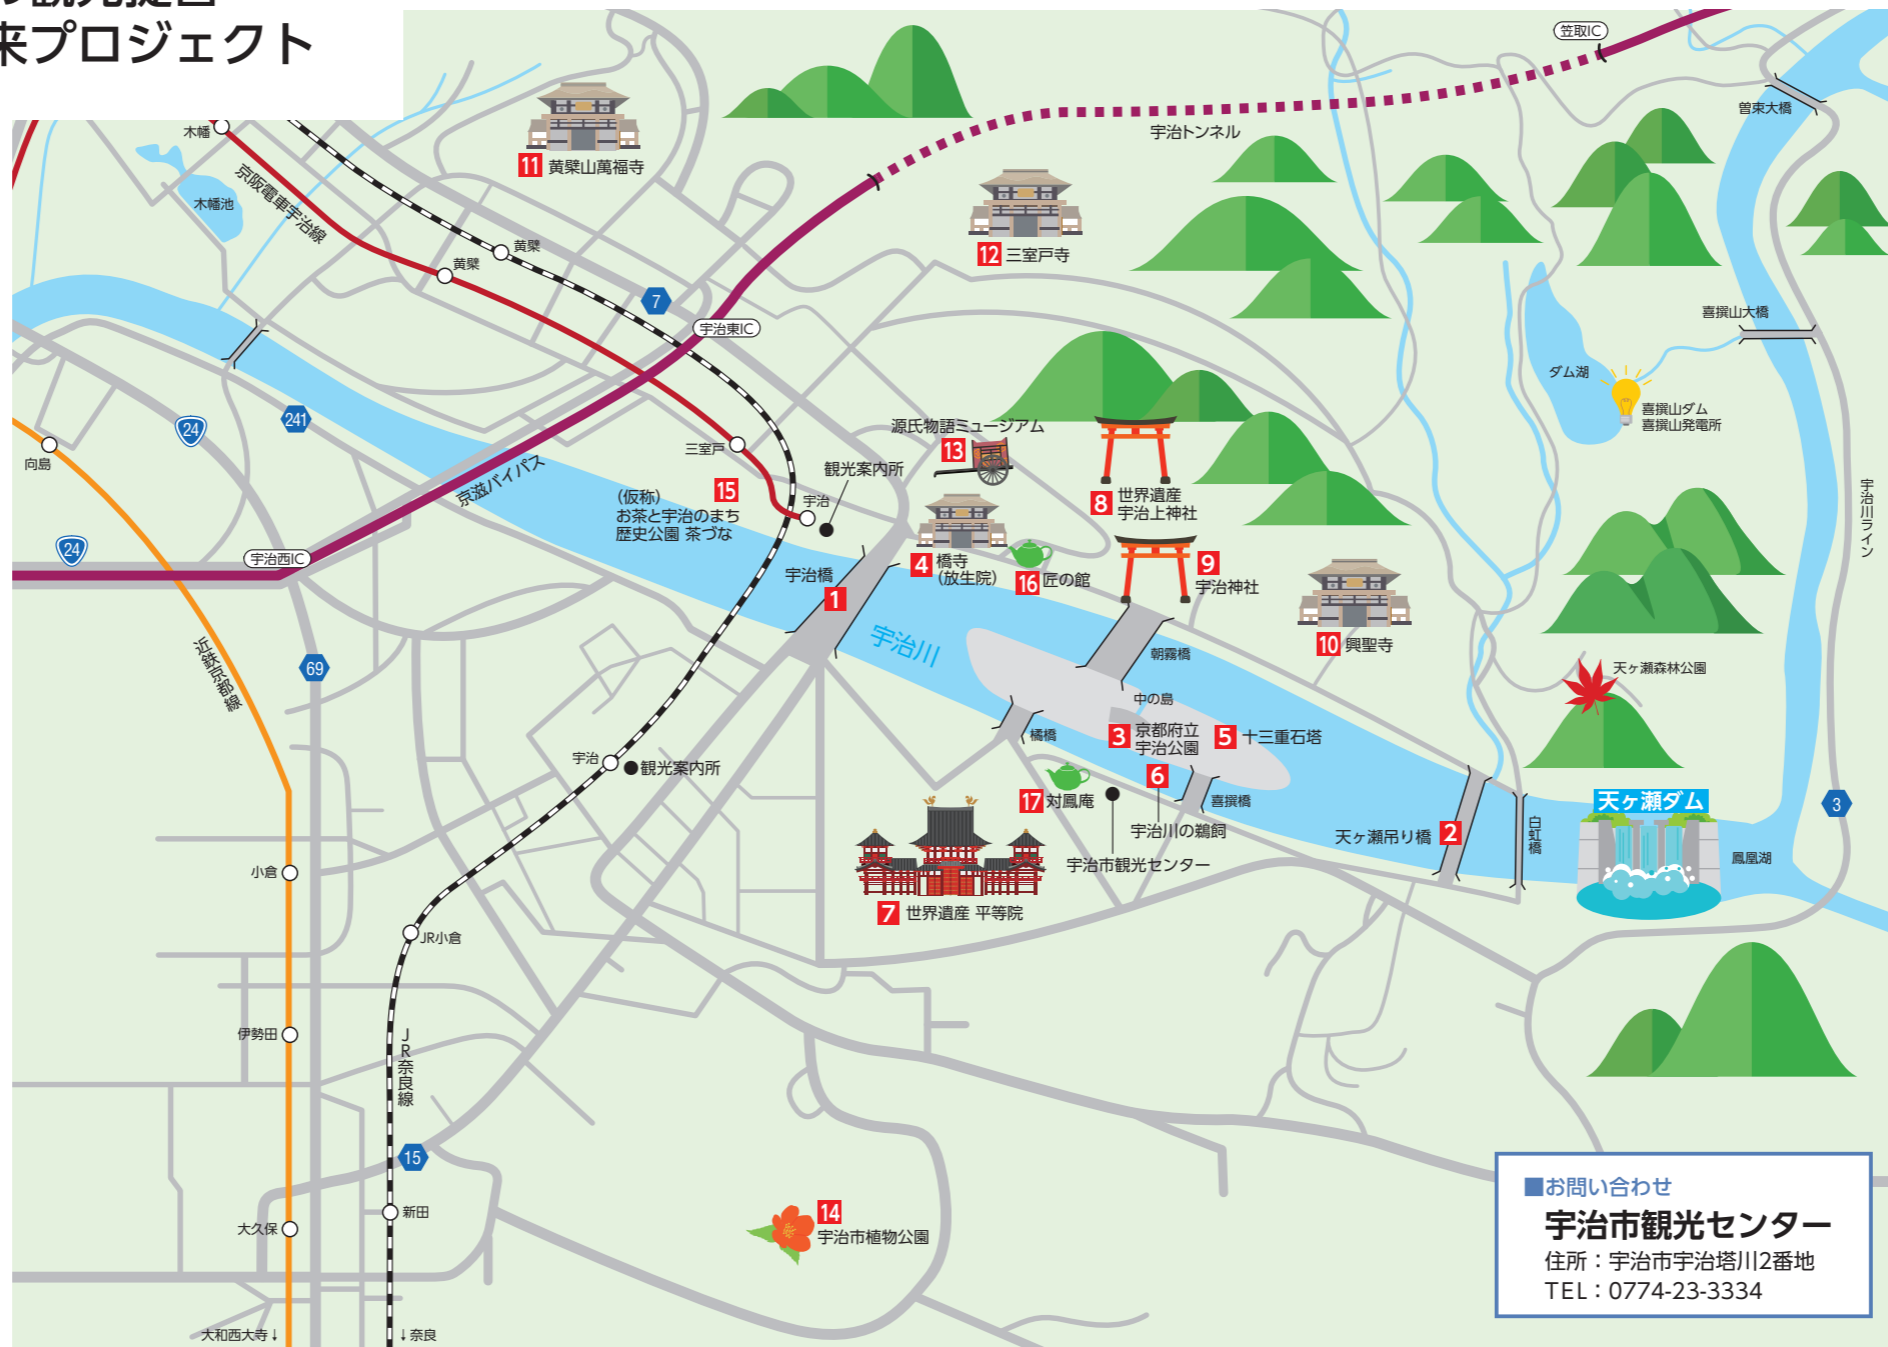 来プロジェクト
笠取IC
曽東大橋
木幡
宇治トンネル
11 黄檗山萬福寺
京阪電車宇治線
木幡池
黄檗
黄檗
12 三室戸寺
7
宇治東IC
喜撰山大橋
ダム湖
喜撰山ダム
喜撰山発電所
241
24
向島
源氏物語ミュージアム
13
三室戸
観光案内所
京滋バイパス
15
(仮称)
お茶と宇治のまち
歴史公園 茶づな
宇治
8 世界遺産
宇治上神社
宇治川ライン
24
宇治西IC
4 橋寺
(放生院)
16 匠の館
9
宇治神社
宇治橋
1
宇治川
10 興聖寺
朝霧橋
69
近鉄京都線
天ヶ瀬森林公園
中の島
橘橋
3 京都府立
宇治公園
5 十三重石塔
宇治
観光案内所
6
宇治川の鵜飼
喜撰橋
17 対鳳庵
宇治市観光センター
天ヶ瀬吊り橋 2
白虹橋
天ヶ瀬ダム
鳳凰湖
3
小倉
7 世界遺産 平等院
JR小倉
伊勢田
JR奈良線
15
新田
大久保
14
宇治市植物公園
大和西大寺↓
↓奈良
■お問い合わせ
宇治市観光センター
住所：宇治市宇治塔川2番地
TEL：0774-23-3334